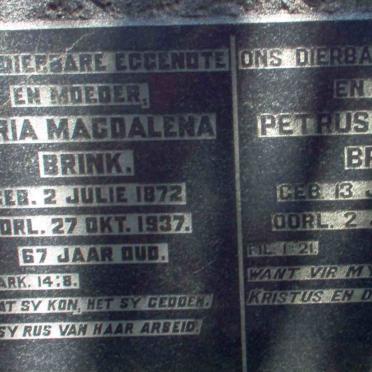 DIERBARE EGGENOTE
EN MOEDER,
RIA MAGDALENA
BRINK.
GEB. 2 JULIE 1872
OORL. 27 OKT. 1937.
67 JAAR OUD.
ARK. 14:8.
AT SY KON, HET SY GEDOEN.
SY RUS VAN HAAR ARBEID.
ONS DIERBA
EN
PETRUS
BR
GEB 13 J
OORL. 2
FIL. 1:21.
WANT VIR MY
KRISTUS EN D